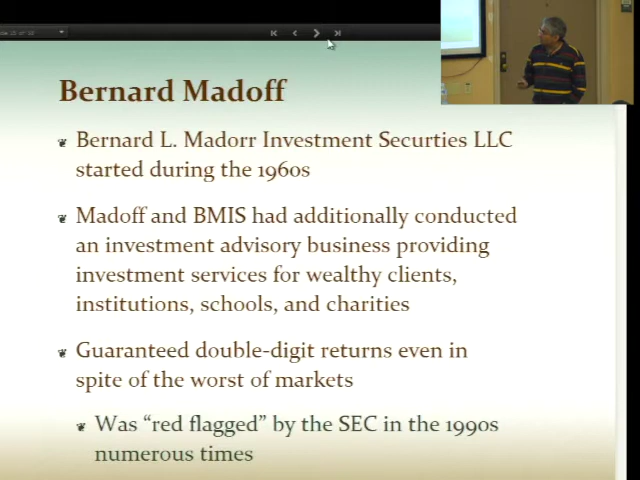 Bernard Madoff
Bernard L. Madorr Investment Securties LLC
started during the 1960s
Madoff and BMIS had additionally conducted
an investment advisory business providing
investment services for wealthy clients,
institutions, schools, and charities
Guaranteed double-digit returns even in
spite of the worst of markets
Was “red flagged” by the SEC in the 1990s
numerous times